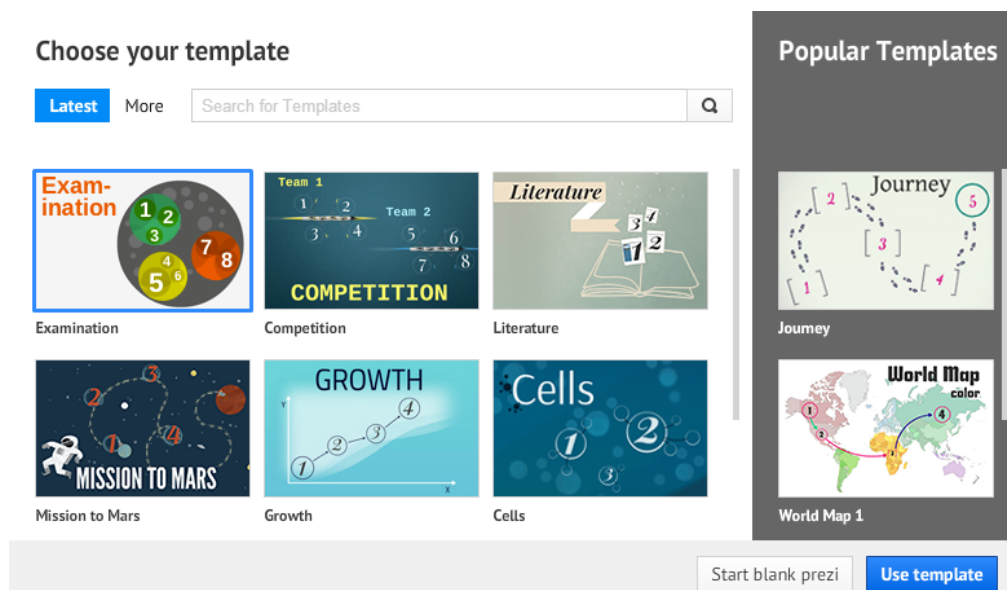 Choose your template
Popular Templates
Latest
More
Search for Templates
Exam-
ination
1
2
3
4
5
6
7
8
Examination
Team 1
1
2
3
4
Team 2
5
6
7
8
COMPETITION
Competition
Literature
3
4
1
2
Literature
Journey
1
2
3
4
5
Journey
1
2
3
4
MISSION TO MARS
Mission to Mars
GROWTH
Y
1
2
3
4
X
Growth
Cells
1
2
3
Cells
World Map
color
1
2
3
4
World Map 1
Start blank prezi
Use template